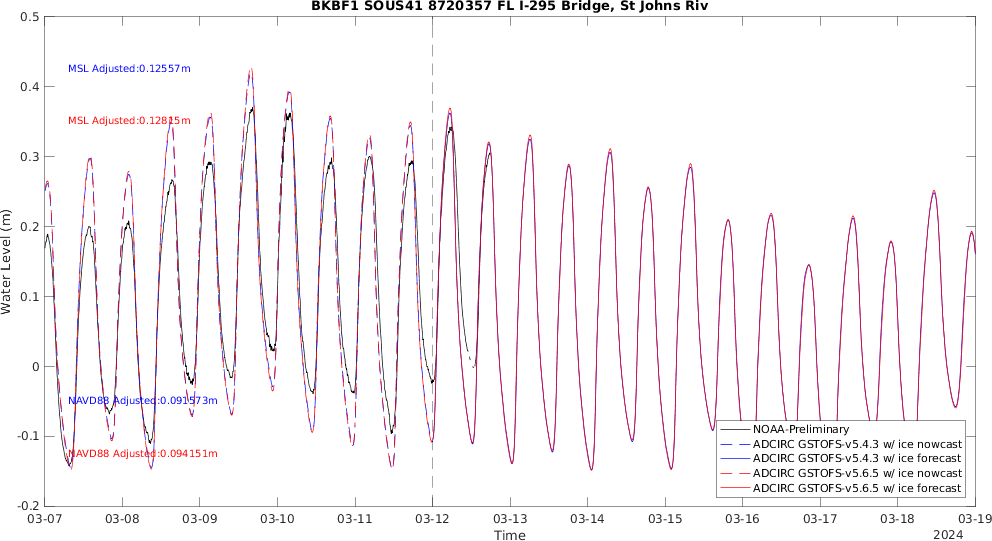 BKBF1 SOUS41 8720357 FL I-295 Bridge, St Johns Riv
0.5
0.4
0.3
0.2
0.1
0
-0.1
-0.2
Water Level (m)
MSL Adjusted:0.12557m
MSL Adjusted:0.12815m
NAVD88 Adjusted:0.091573m
NAVD88 Adjusted:0.094151m
NOAA-Preliminary
ADCIRC GSTOFS-v5.4.3 w/ ice nowcast
ADCIRC GSTOFS-v5.4.3 w/ ice forecast
ADCIRC GSTOFS-v5.6.5 w/ ice nowcast
ADCIRC GSTOFS-v5.6.5 w/ ice forecast
03-07 03-08 03-09 03-10 03-11 03-12 03-13 03-14 03-15 03-16 03-17 03-18 03-19
Time
2024